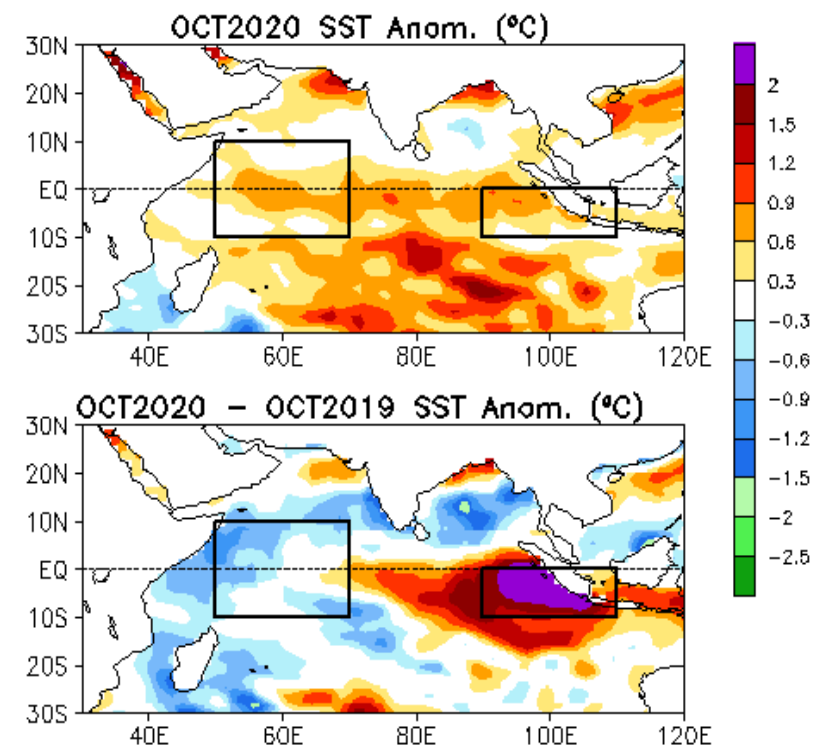 OCT2020 SST Anom. (ºC)
30N
20N
10N
EQ
10S
20S
30S
40E 60E 80E 100E 120E
OCT2020 – OCT2019 SST Anom. (ºC)
30N
20N
10N
EQ
10S
20S
30S
40E 60E 80E 100E 120E
2
1.5
1.2
0.9
0.6
0.3
-0.3
-0.6
-0.9
-1.2
-1.5
-2
-2.5